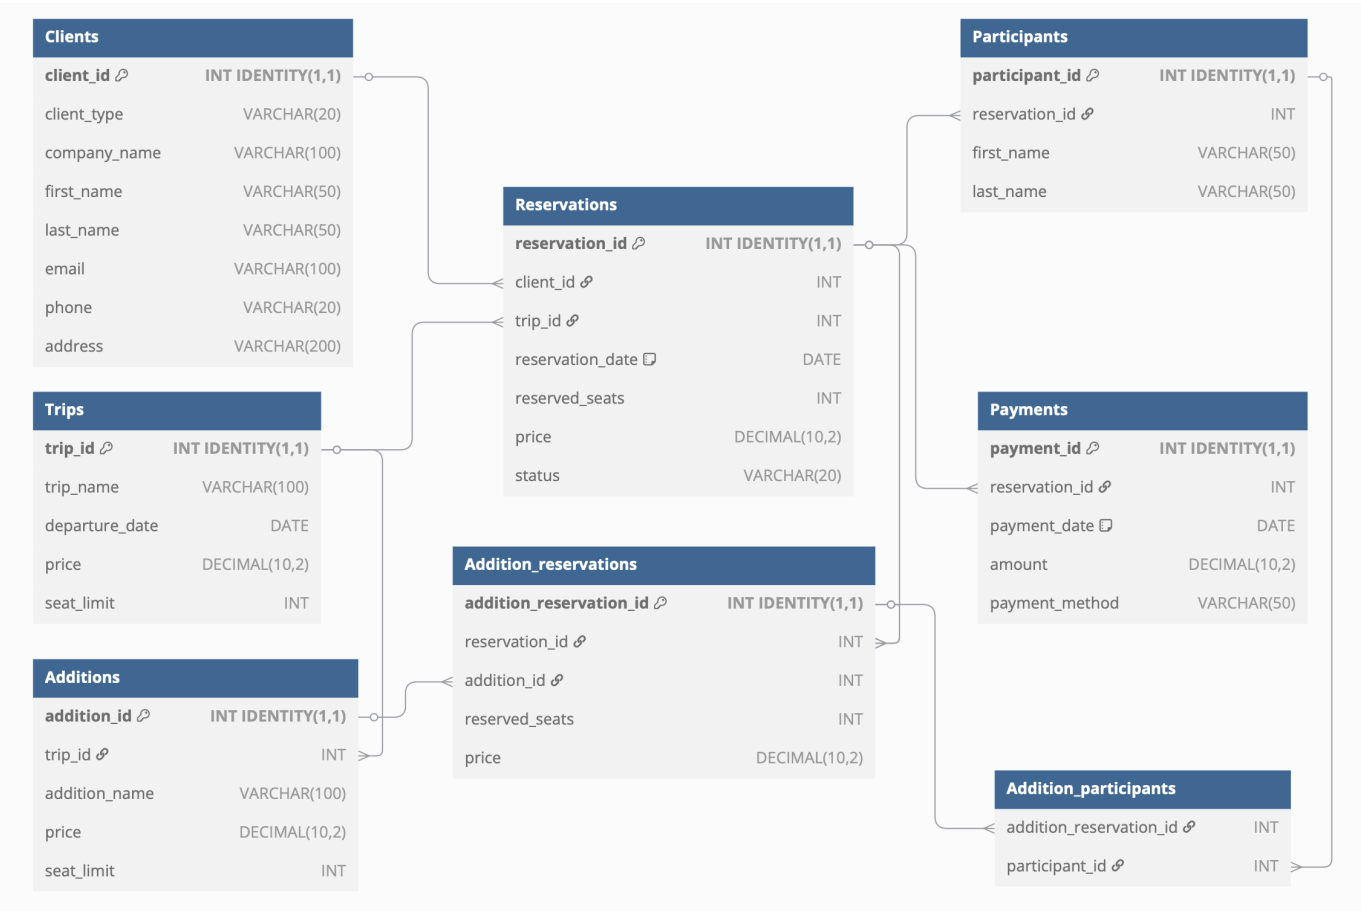 Clients
client_id INT IDENTITY(1,1)
client_type VARCHAR(20)
company_name VARCHAR(100)
first_name VARCHAR(50)
last_name VARCHAR(50)
email VARCHAR(100)
phone VARCHAR(20)
address VARCHAR(200)
Trips
trip_id INT IDENTITY(1,1)
trip_name VARCHAR(100)
departure_date DATE
price DECIMAL(10,2)
seat_limit INT
Additions
addition_id INT IDENTITY(1,1)
trip_id INT
addition_name VARCHAR(100)
price DECIMAL(10,2)
seat_limit INT
Reservations
reservation_id INT IDENTITY(1,1)
client_id INT
trip_id INT
reservation_date DATE
reserved_seats INT
price DECIMAL(10,2)
status VARCHAR(20)
Addition_reservations
addition_reservation_id INT IDENTITY(1,1)
reservation_id INT
addition_id INT
reserved_seats INT
price DECIMAL(10,2)
Participants
participant_id INT IDENTITY(1,1)
reservation_id INT
first_name VARCHAR(50)
last_name VARCHAR(50)
Payments
payment_id INT IDENTITY(1,1)
reservation_id INT
payment_date DATE
amount DECIMAL(10,2)
payment_method VARCHAR(50)
Addition_participants
addition_reservation_id INT
participant_id INT